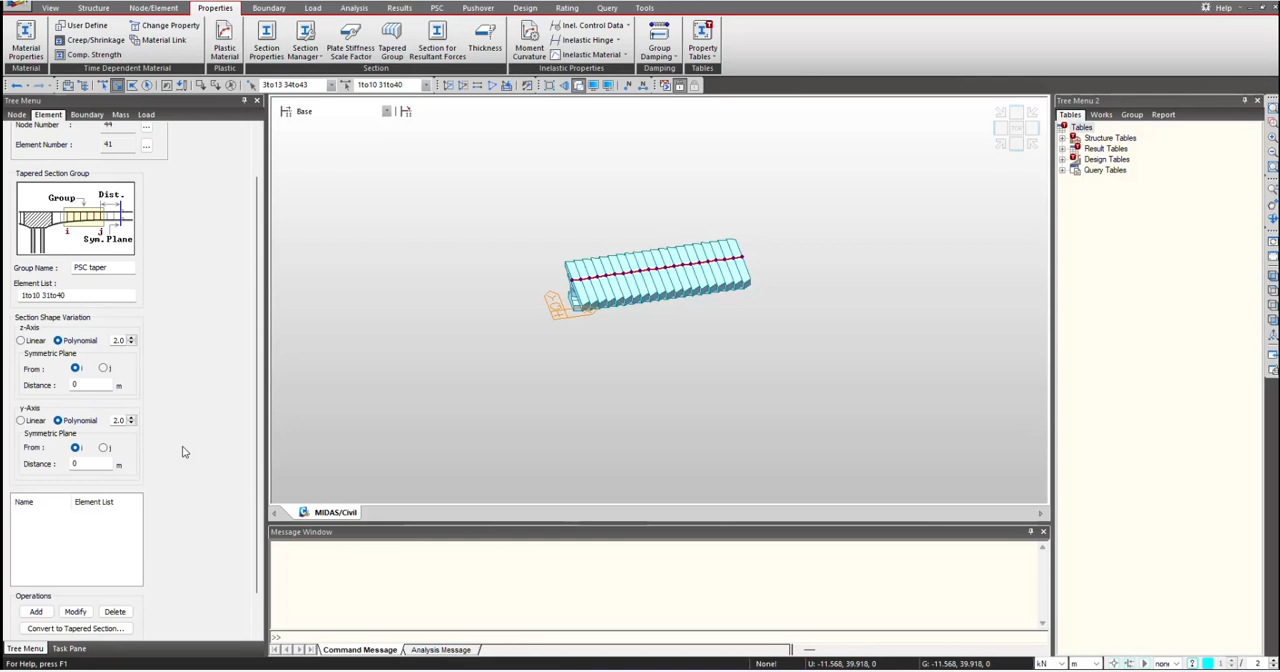 View Structure Node/Element Properties Boundary Load Analysis Results PSC Pushover Design Rating Query Tools Help
Material Properties
User Define
Creep/Shrinkage
Comp. Strength
Change Property
Material Link
Plastic Material
Section Properties
Section Manager
Plate Stiffness Scale Factor
Tapered Group
Section for Resultant Forces
Thickness
Moment Curvature
Inel. Control Data
Inelastic Hinge
Inelastic Material
Group Damping
Property Tables
Material Time Dependent Material Plastic Section Inelastic Properties Damping Tables
3to13 34to43 1to10 31to40
Tree Menu
Node Element Boundary Mass Load
Node Number : 44 ...
Element Number : 41 ...
Tapered Section Group
Group Dist.
i j
Sym.Plane
Group Name : PSC taper
Element List :
1to10 31to40
Section Shape Variation
z-Axis
Linear Polynomial 2.0
Symmetric Plane
From : i j
Distance : 0 m
y-Axis
Linear Polynomial 2.0
Symmetric Plane
From : i j
Distance : 0 m
Name Element List
Operations
Add Modify Delete
Convert to Tapered Section...
Tree Menu Task Pane
Base
TOP
MIDAS/Civil
Message Window
>>
Command Message Analysis Message
Tree Menu 2
Tables Works Group Report
Tables
Structure Tables
Result Tables
Design Tables
Query Tables
For Help, press F1 None! U: -11.568, 39.918, 0 G: -11.568, 39.918, 0 kN m none 1 / 2